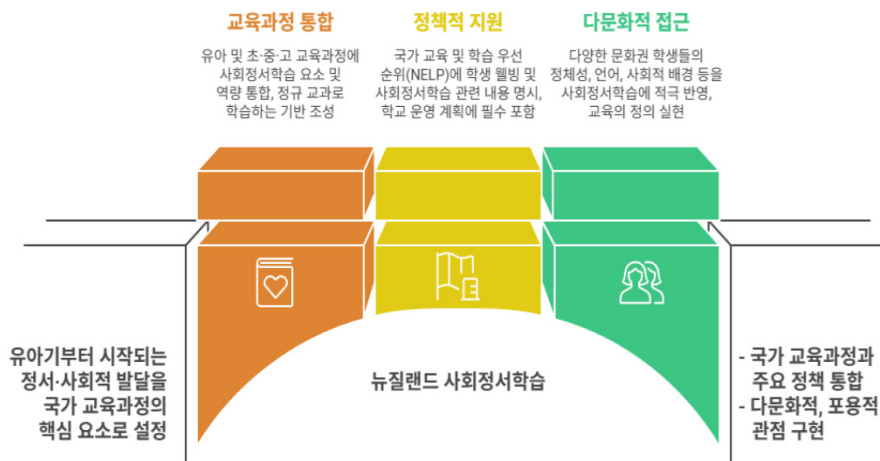 교육과정 통합
유아 및 초·중·고 교육과정에
사회정서학습 요소 및
역량 통합, 정규 교과로
학습하는 기반 조성
정책적 지원
국가 교육 및 학습 우선
순위(NELP)에 학생 웰빙 및
사회정서학습 관련 내용 명시,
학교 운영 계획에 필수 포함
다문화적 접근
다양한 문화권 학생들의
정체성, 언어, 사회적 배경 등을
사회정서학습에 적극 반영,
교육의 정의 실현
유아기부터 시작되는
정서·사회적 발달을
국가 교육과정의
핵심 요소로 설정
뉴질랜드 사회정서학습
- 국가 교육과정과
주요 정책 통합
- 다문화적, 포용적
관점 구현